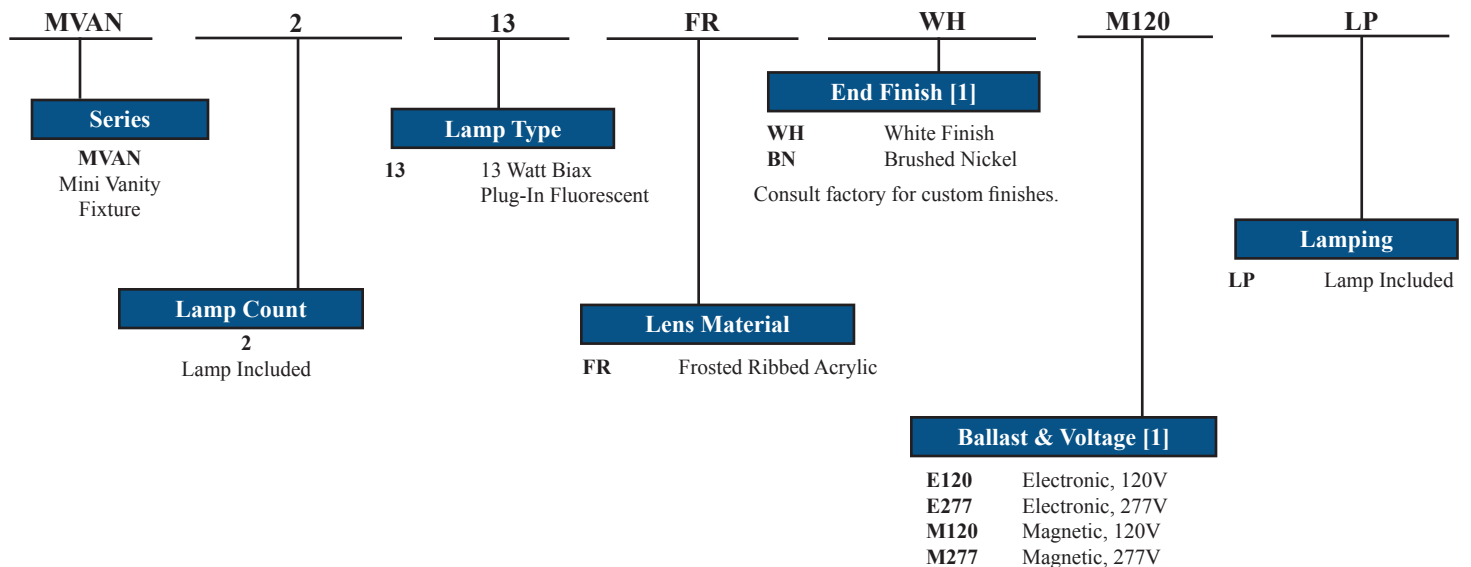 MVAN 2 13 FR WH M120 LP
Series
MVAN
Mini Vanity
Fixture
Lamp Count
2
Lamp Included
Lamp Type
13 13 Watt Biax
Plug-In Fluorescent
Lens Material
FR Frosted Ribbed Acrylic
End Finish [1]
WH White Finish
BN Brushed Nickel
Consult factory for custom finishes.
Ballast & Voltage [1]
E120 Electronic, 120V
E277 Electronic, 277V
M120 Magnetic, 120V
M277 Magnetic, 277V
Lamping
LP Lamp Included